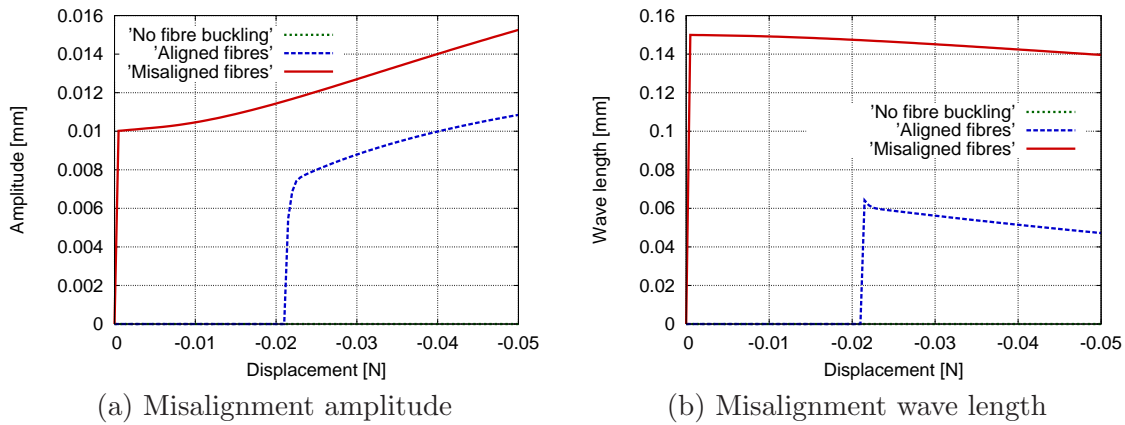 0.016
0.014
0.012
0.01
0.008
0.006
0.004
0.002
0
Amplitude [mm]
'No fibre buckling'
'Aligned fibres'
'Misaligned fibres'
0 -0.01 -0.02 -0.03 -0.04 -0.05
Displacement [N]
(a) Misalignment amplitude
0.16
0.14
0.12
0.1
0.08
0.06
0.04
0.02
0
Wave length [mm]
'No fibre buckling'
'Aligned fibres'
'Misaligned fibres'
0 -0.01 -0.02 -0.03 -0.04 -0.05
Displacement [N]
(b) Misalignment wave length